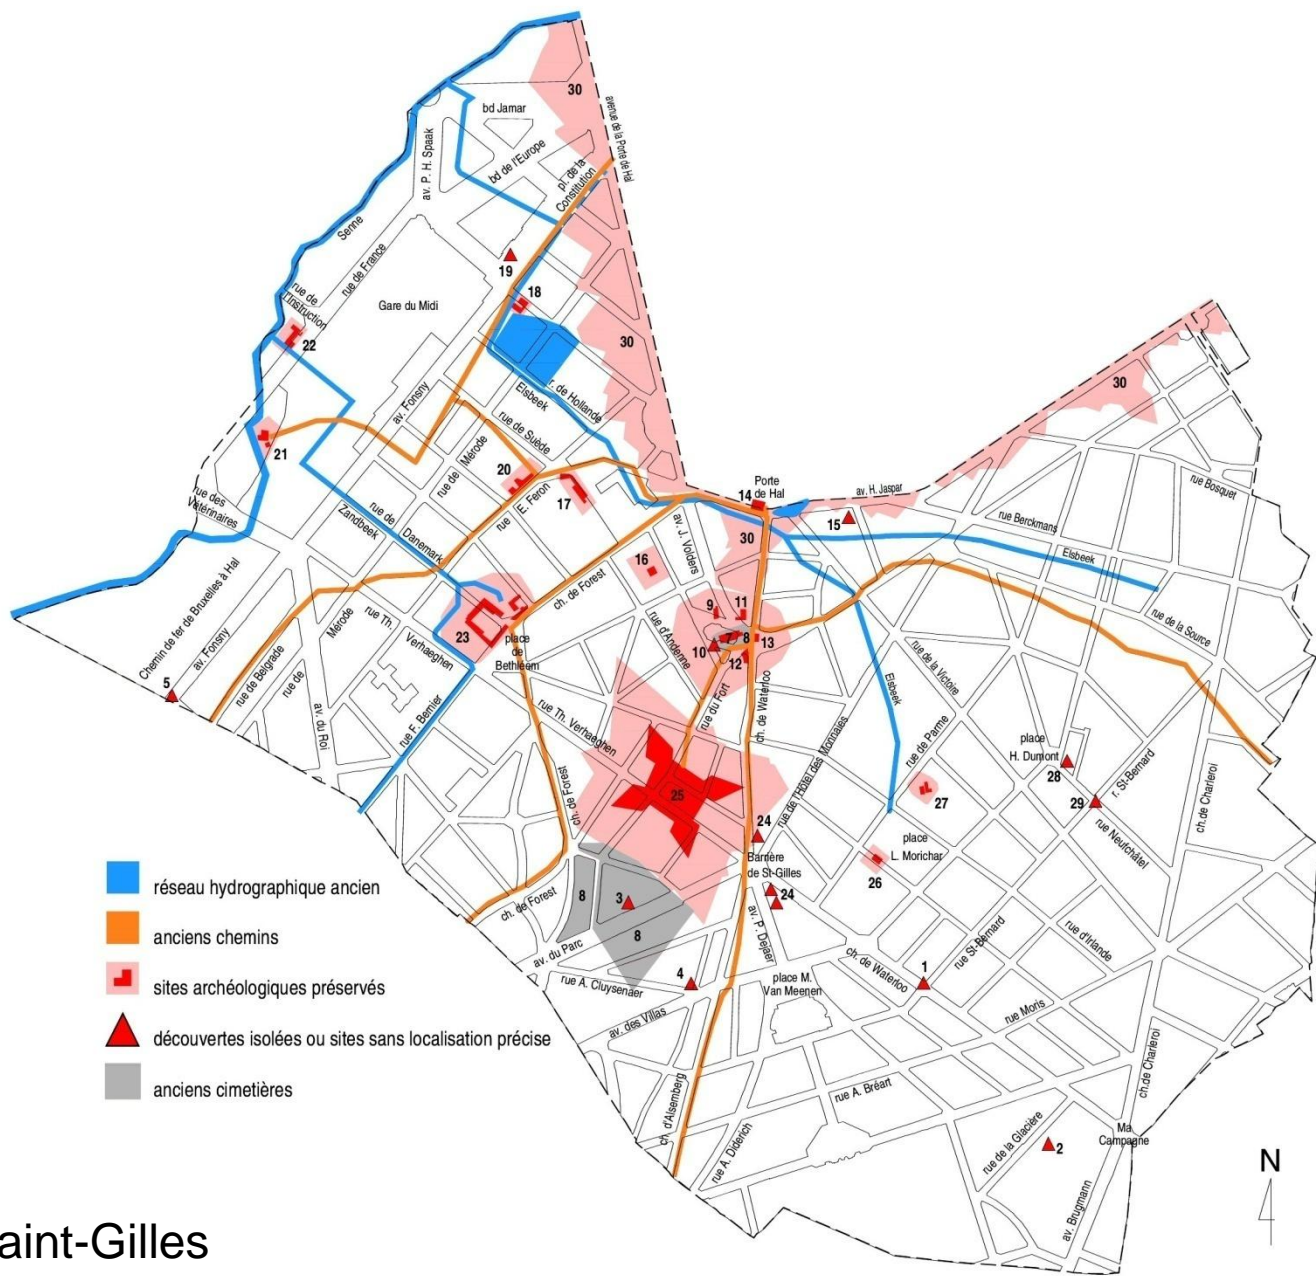 30
bd Jamar
avenue de la Porte de Hal
av. P. H. Spaak
bd de l'Europe
pl. de la
Constitution
Senne
rue de France
19
rue de
l'Instruction
Gare du Midi
18
22
30
30
av. Fonsny
Elsbeek
r. de Hollande
rue de Suède
21
rue de Mérode
20
rue E. Feron
17
Porte
de Hal
14
av. H. Jaspar
rue Bosquet
rue des
Vétérinaires
Zandbeek
rue de Danemark
av. J. Volders
30
15
rue Berckmans
Elsbeek
16
ch. de Forest
rue de la Source
Chemin de fer de Bruxelles à Hal
av. Fonsny
Mérode
rue Th.
Verhaeghen
23
place
de
Bethléem
rue d'Andenne
9
11
7
8
13
10
12
5
rue de Belgrade
rue de
av. du Roi
rue F. Bernier
rue Th. Verhaeghen
rue du Fort
ch. de Waterloo
Elsbeek
rue de la Victoire
rue de l'Hôtel des Monnaies
rue de Parme
place
H. Dumont
28
r. St-Bernard
ch.de Charleroi
25
27
29
rue Neufchâtel
ch. de Forest
24
place
L. Morichar
Barrière
de St-Gilles
26
24
réseau hydrographique ancien
anciens chemins
sites archéologiques préservés
découvertes isolées ou sites sans localisation précise
anciens cimetières
ch. de Forest
8
3
8
av. du Parc
rue A. Cluysenaer
4
av. P. Dejaer
ch. de Waterloo
1
rue St-Bernard
rue d'Irlande
place M.
Van Meenen
rue Moris
av. des Villas
ch. d'Alsemberg
rue A. Bréart
ch.de Charleroi
rue A. Diderich
rue de la Glacière
2
Ma
Campagne
av. Brugmann
N
aint-Gilles